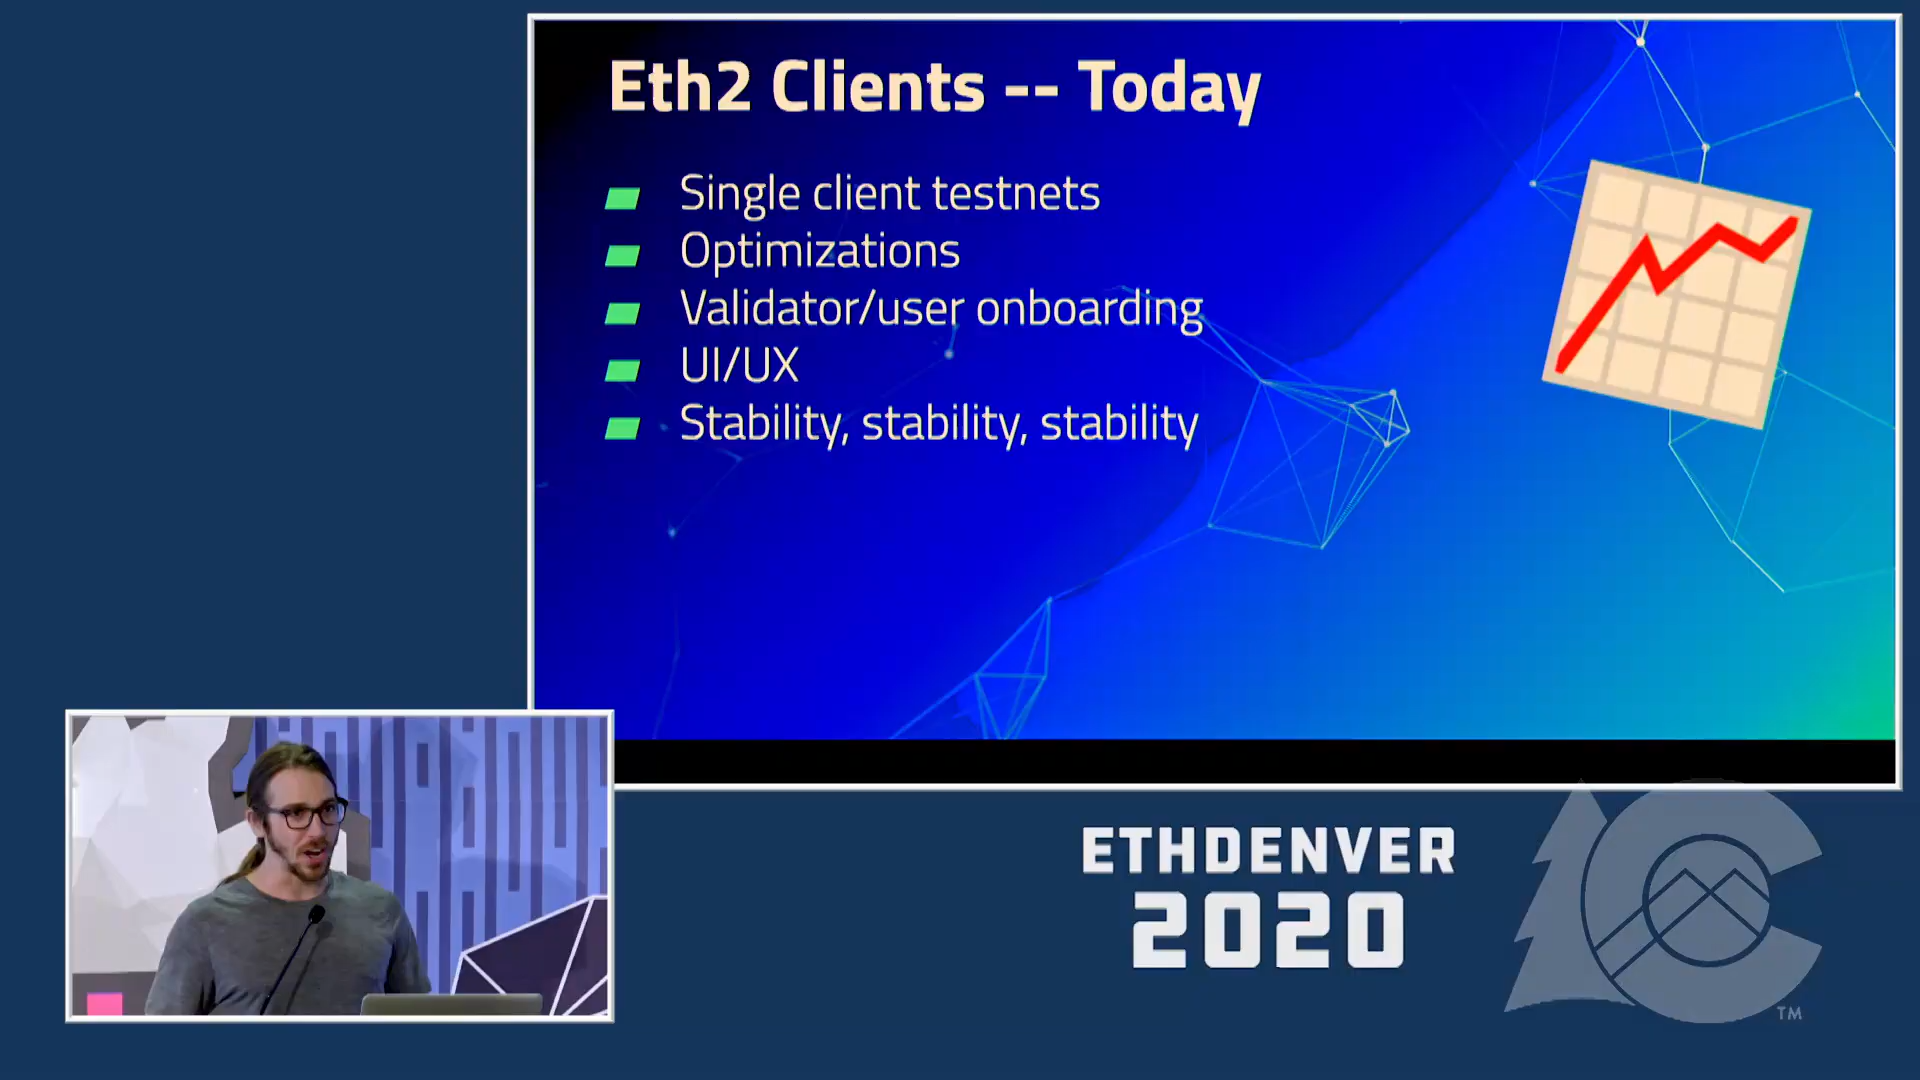 Eth2 Clients -- Today
Single client testnets
Optimizations
Validator/user onboarding
UI/UX
Stability, stability, stability
ETHDENVER
2020
TM